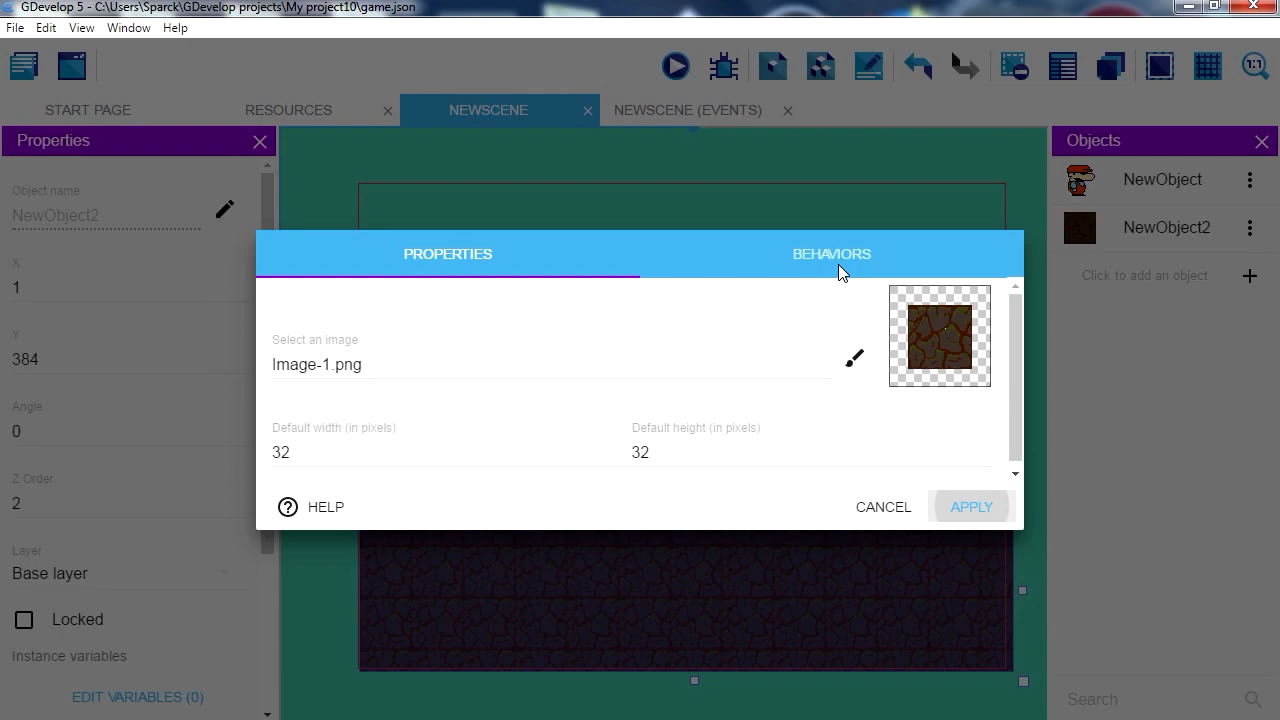 GDevelop 5 - C:\Users\Sparck\GDevelop projects\My project10\game.json
File Edit View Window Help
1:1
START PAGE RESOURCES NEWSCENE NEWSCENE (EVENTS)
Properties
Objects
Object name
NewObject2
X
1
Y
384
Angle
0
Z Order
2
Layer
Base layer
Locked
Instance variables
EDIT VARIABLES (0)
PROPERTIES BEHAVIORS
Select an image
Image-1.png
Default width (in pixels) Default height (in pixels)
32 32
HELP CANCEL APPLY
NewObject
NewObject2
Click to add an object
Search